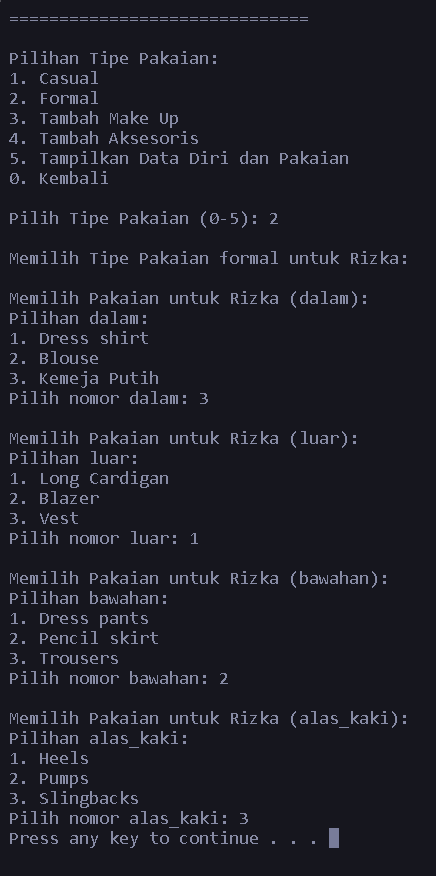 ==============================
Pilihan Tipe Pakaian:
1. Casual
2. Formal
3. Tambah Make Up
4. Tambah Aksesoris
5. Tampilkan Data Diri dan Pakaian
0. Kembali
Pilih Tipe Pakaian (0-5): 2
Memilih Tipe Pakaian formal untuk Rizka:
Memilih Pakaian untuk Rizka (dalam):
Pilihan dalam:
1. Dress shirt
2. Blouse
3. Kemeja Putih
Pilih nomor dalam: 3
Memilih Pakaian untuk Rizka (luar):
Pilihan luar:
1. Long Cardigan
2. Blazer
3. Vest
Pilih nomor luar: 1
Memilih Pakaian untuk Rizka (bawahan):
Pilihan bawahan:
1. Dress pants
2. Pencil skirt
3. Trousers
Pilih nomor bawahan: 2
Memilih Pakaian untuk Rizka (alas_kaki):
Pilihan alas_kaki:
1. Heels
2. Pumps
3. Slingbacks
Pilih nomor alas_kaki: 3
Press any key to continue . . .